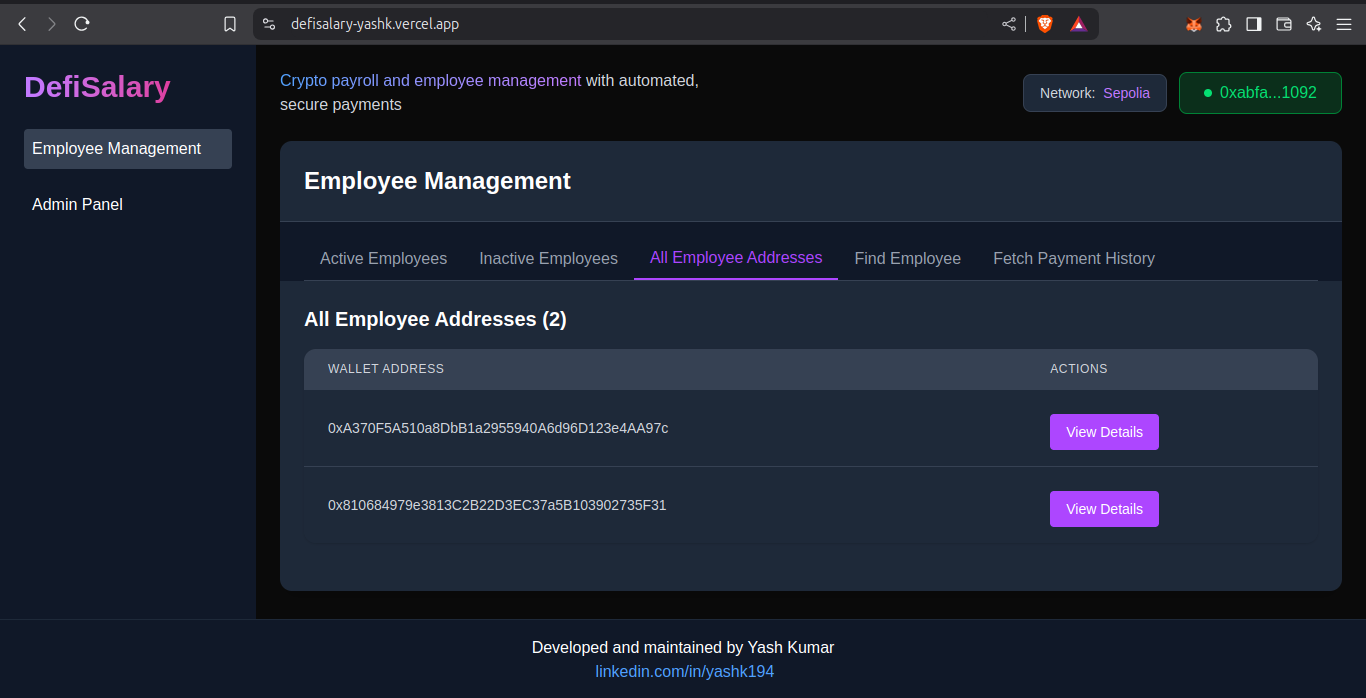 defisalary-yashk.vercel.app
DefiSalary
Employee Management
Admin Panel
Crypto payroll and employee management with automated,
secure payments
Network: Sepolia
0xabfa...1092
Employee Management
Active Employees
Inactive Employees
All Employee Addresses
Find Employee
Fetch Payment History
All Employee Addresses (2)
WALLET ADDRESS
ACTIONS
0xA370F5A510a8DbB1a2955940A6d96D123e4AA97c
View Details
0x810684979e3813C2B22D3EC37a5B103902735F31
View Details
Developed and maintained by Yash Kumar
linkedin.com/in/yashk194